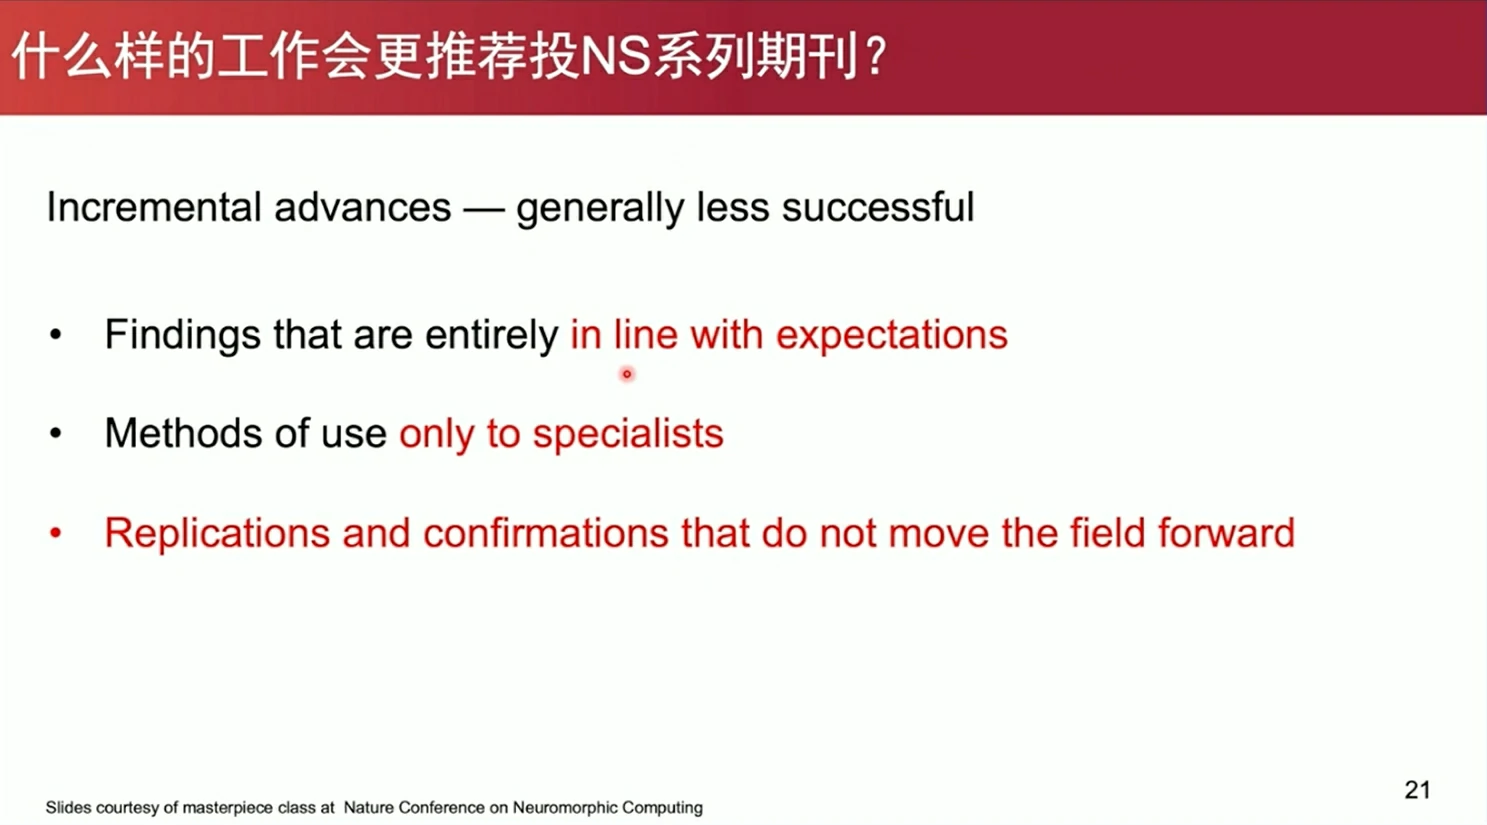 什么样的工作会更推荐投NS系列期刊？
Incremental advances — generally less successful
• Findings that are entirely in line with expectations
• Methods of use only to specialists
• Replications and confirmations that do not move the field forward
21
Slides courtesy of masterpiece class at Nature Conference on Neuromorphic Computing